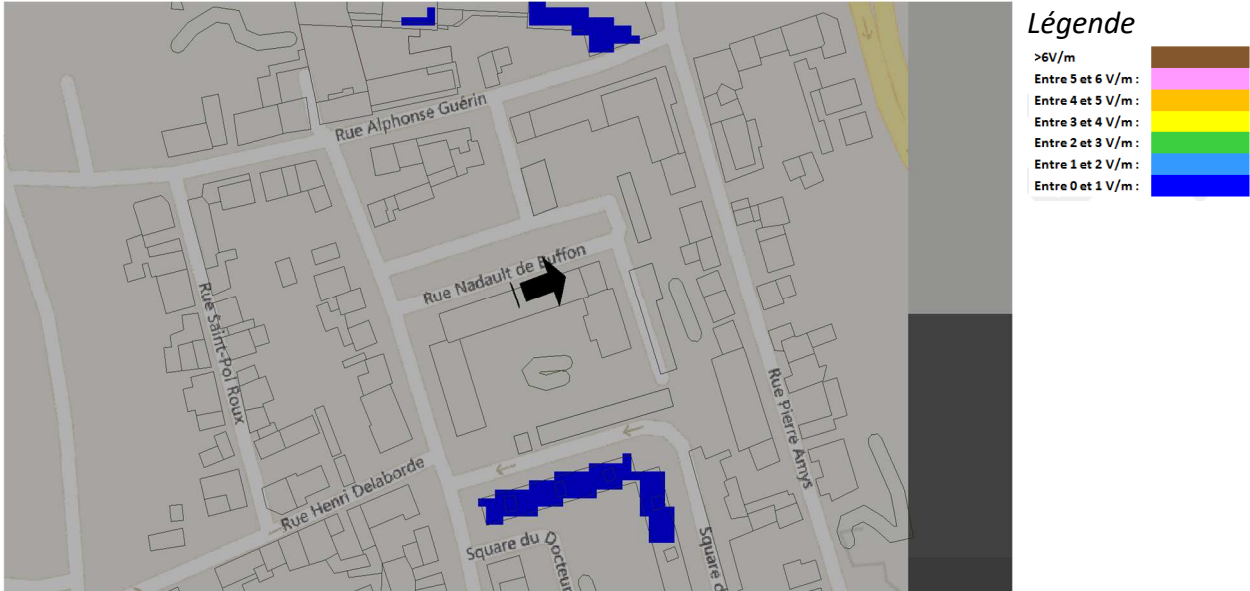 Légende
>6V/m
Entre 5 et 6 V/m :
Entre 4 et 5 V/m :
Entre 3 et 4 V/m :
Entre 2 et 3 V/m :
Entre 1 et 2 V/m :
Entre 0 et 1 V/m :
Rue Alphonse Guérin
Rue Nadault de Buffon
Rue Saint-Pol Roux
Rue Pierre Amys
Rue Henri Delaborde
Square du Docteur
Square d